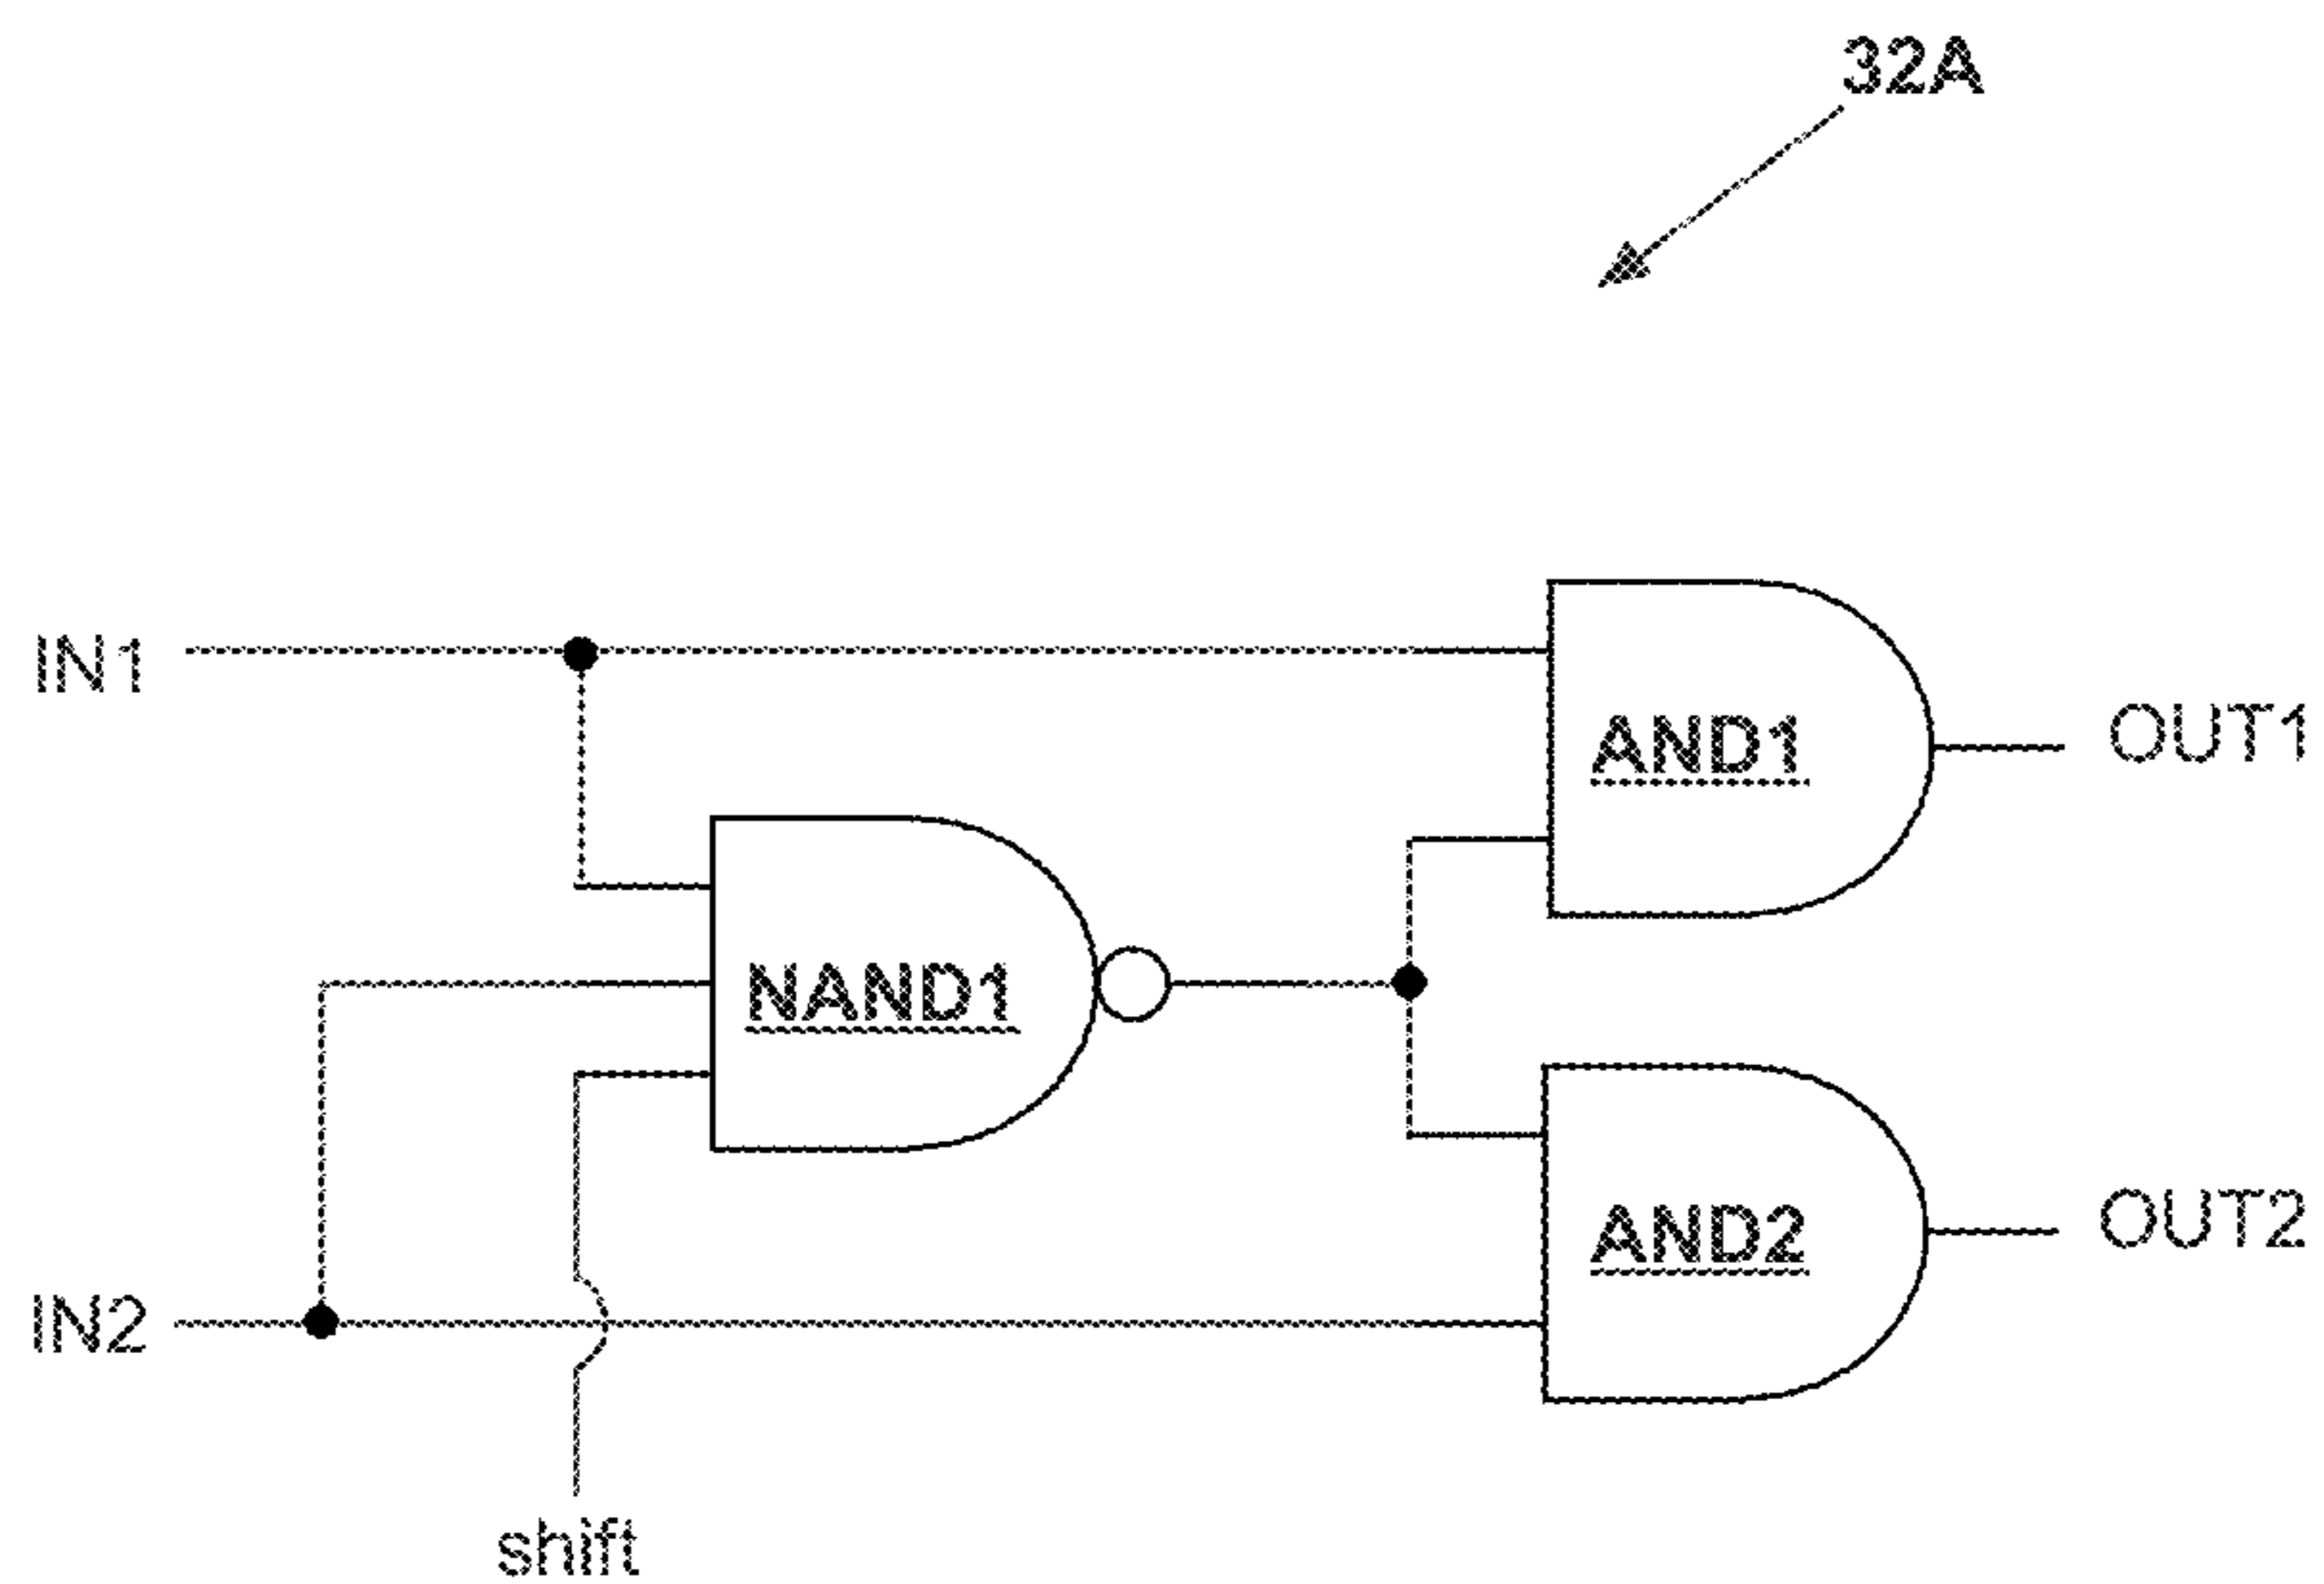 32A
IN1
AND1
OUT1
NAND1
AND2
OUT2
IN2
shift